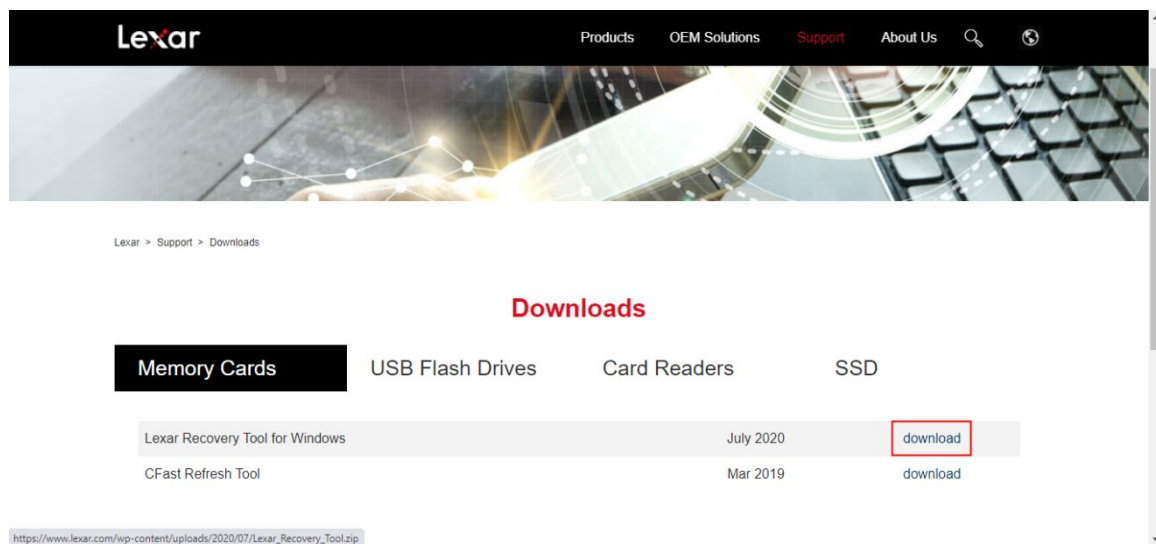 Lexar
Products OEM Solutions Support About Us
Lexar > Support > Downloads
Downloads
Memory Cards USB Flash Drives Card Readers SSD
Lexar Recovery Tool for Windows July 2020 download
CFast Refresh Tool Mar 2019 download
https://www.lexar.com/wp-content/uploads/2020/07/Lexar_Recovery_Tool.zip